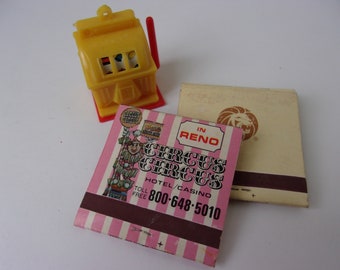 IN
RENO
CIRCUS
CIRCUS
HOTEL/CASINO
TOLL
FREE 800-648-5010